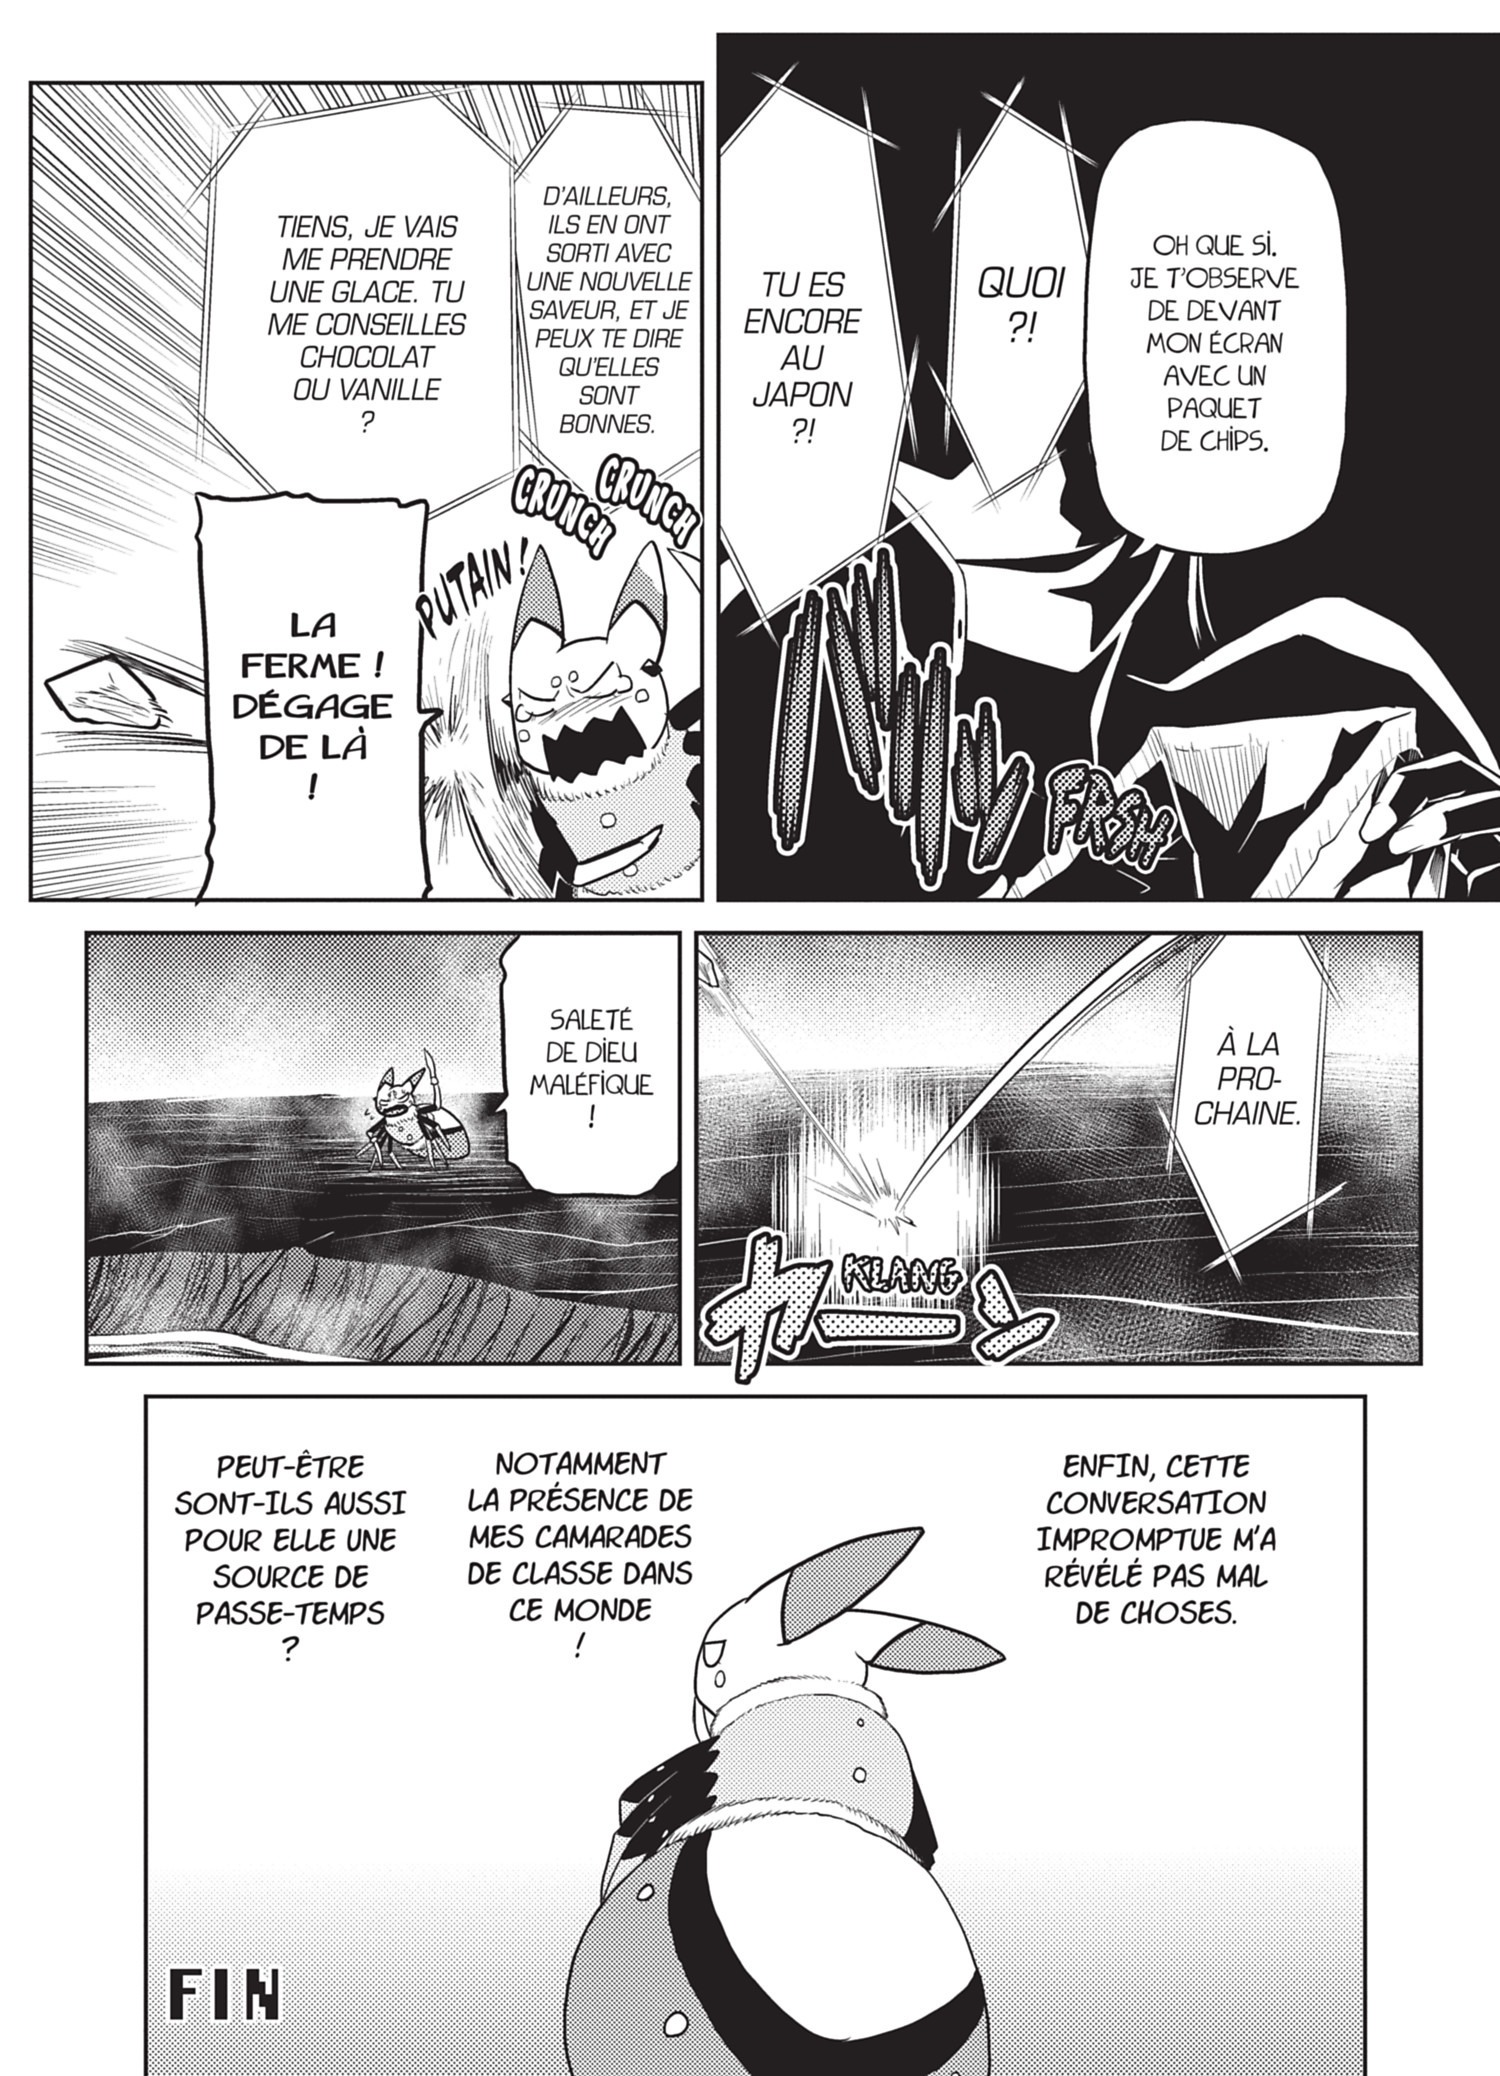 OH QUE SI.
JE T'OBSERVE
DE DEVANT
MON ÉCRAN
AVEC UN
PAQUET
DE CHIPS.
QUOI
?!
TU ES
ENCORE
AU
JAPON
?!
FRSH
D'AILLEURS,
ILS EN ONT
SORTI AVEC
UNE NOUVELLE
SAVEUR, ET JE
PEUX TE DIRE
QU'ELLES
SONT
BONNES.
TIENS, JE VAIS
ME PRENDRE
UNE GLACE. TU
ME CONSEILLES
CHOCOLAT
OU VANILLE
?
CRUNCH
CRUNCH
PUTAIN !
LA
FERME !
DÉGAGE
DE LÀ
!
À LA
PRO-
CHAINE.
KLANG
カーン
SALETÉ
DE DIEU
MALÉFIQUE
!
ENFIN, CETTE
CONVERSATION
IMPROMPTUE M'A
RÉVÉLÉ PAS MAL
DE CHOSES.
NOTAMMENT
LA PRÉSENCE DE
MES CAMARADES
DE CLASSE DANS
CE MONDE
!
PEUT-ÊTRE
SONT-ILS AUSSI
POUR ELLE UNE
SOURCE DE
PASSE-TEMPS
?
FIN